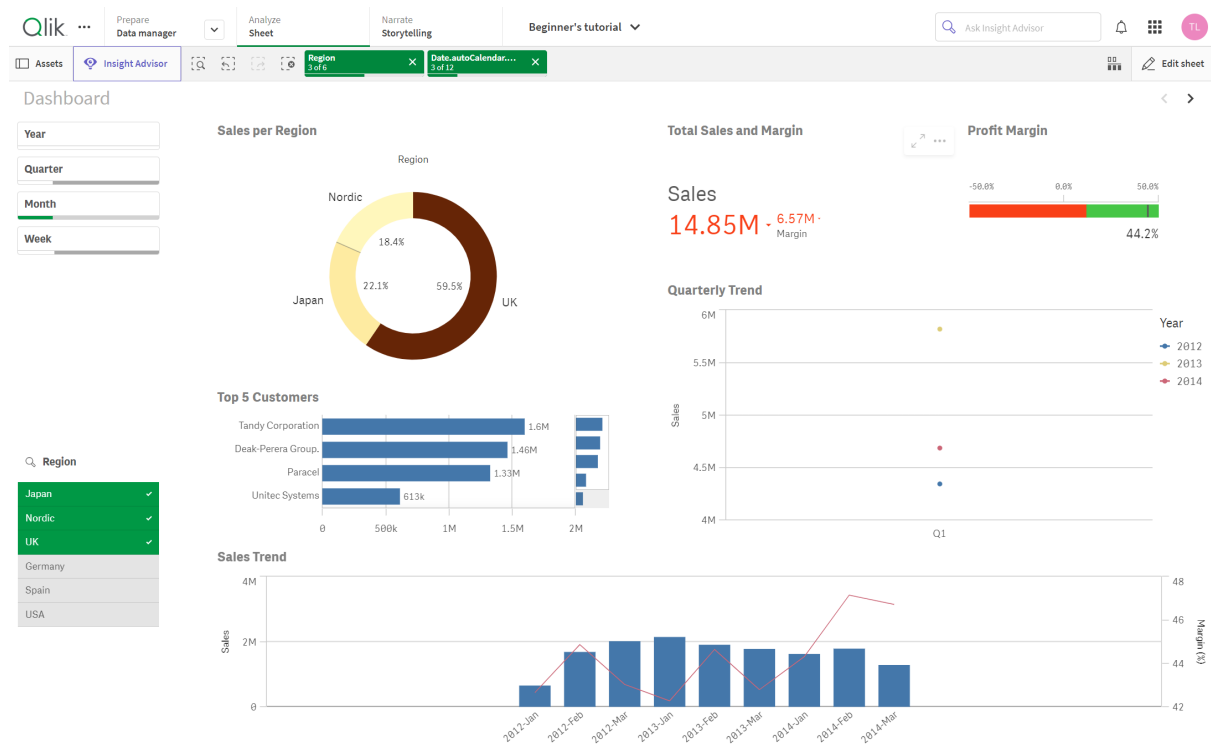 Qlik
Prepare
Data manager
Analyze
Sheet
Narrate
Storytelling
Beginner's tutorial
Ask Insight Advisor
TL
Assets
Insight Advisor
Region
3 of 6
Date.autoCalendar....
3 of 12
Edit sheet
Dashboard
Year
Quarter
Month
Week
Region
Japan
Nordic
UK
Germany
Spain
USA
Sales per Region
Region
Nordic
18.4%
22.1%
59.5%
Japan
UK
Total Sales and Margin
Sales
14.85M
6.57M
Margin
Profit Margin
-50.0% 0.0% 50.0%
44.2%
Top 5 Customers
Tandy Corporation 1.6M
Deak-Perera Group. 1.46M
Paracel 1.33M
Unitec Systems 613k
0 500k 1M 1.5M 2M
Quarterly Trend
6M
5.5M
5M
4.5M
4M
Sales
Q1
Year
2012
2013
2014
Sales Trend
4M
2M
0
Sales
2012-Jan 2012-Feb 2012-Mar 2013-Jan 2013-Feb 2013-Mar 2014-Jan 2014-Feb 2014-Mar
48
46
44
42
Margin (%)